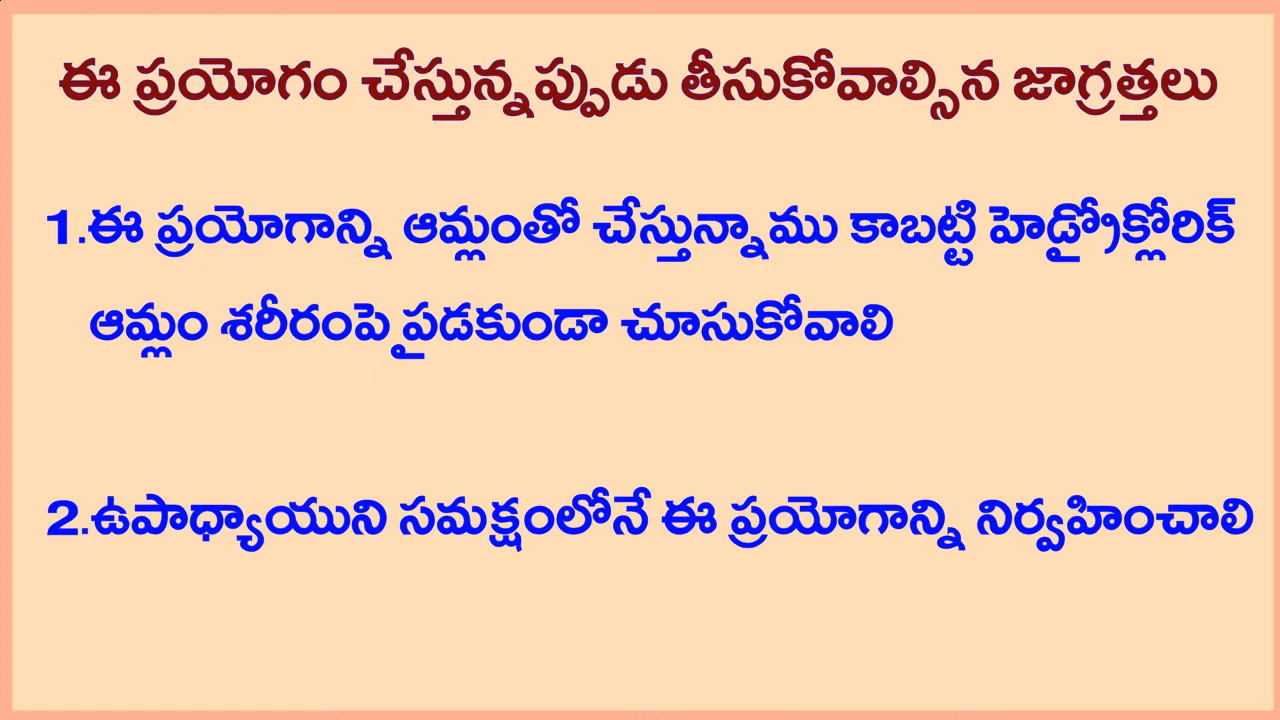 ఈ ప్రయోగం చేస్తున్నప్పుడు తీసుకోవాల్సిన జాగ్రత్తలు
1.ఈ ప్రయోగాన్ని ఆమ్లంతో చేస్తున్నాము కాబట్టి హెడ్రోక్లోరిక్
ఆమ్లం శరీరంపై పడకుండా చూసుకోవాలి
2.ఉపాధ్యాయుని సమక్షంలోనే ఈ ప్రయోగాన్ని నిర్వహించాలి